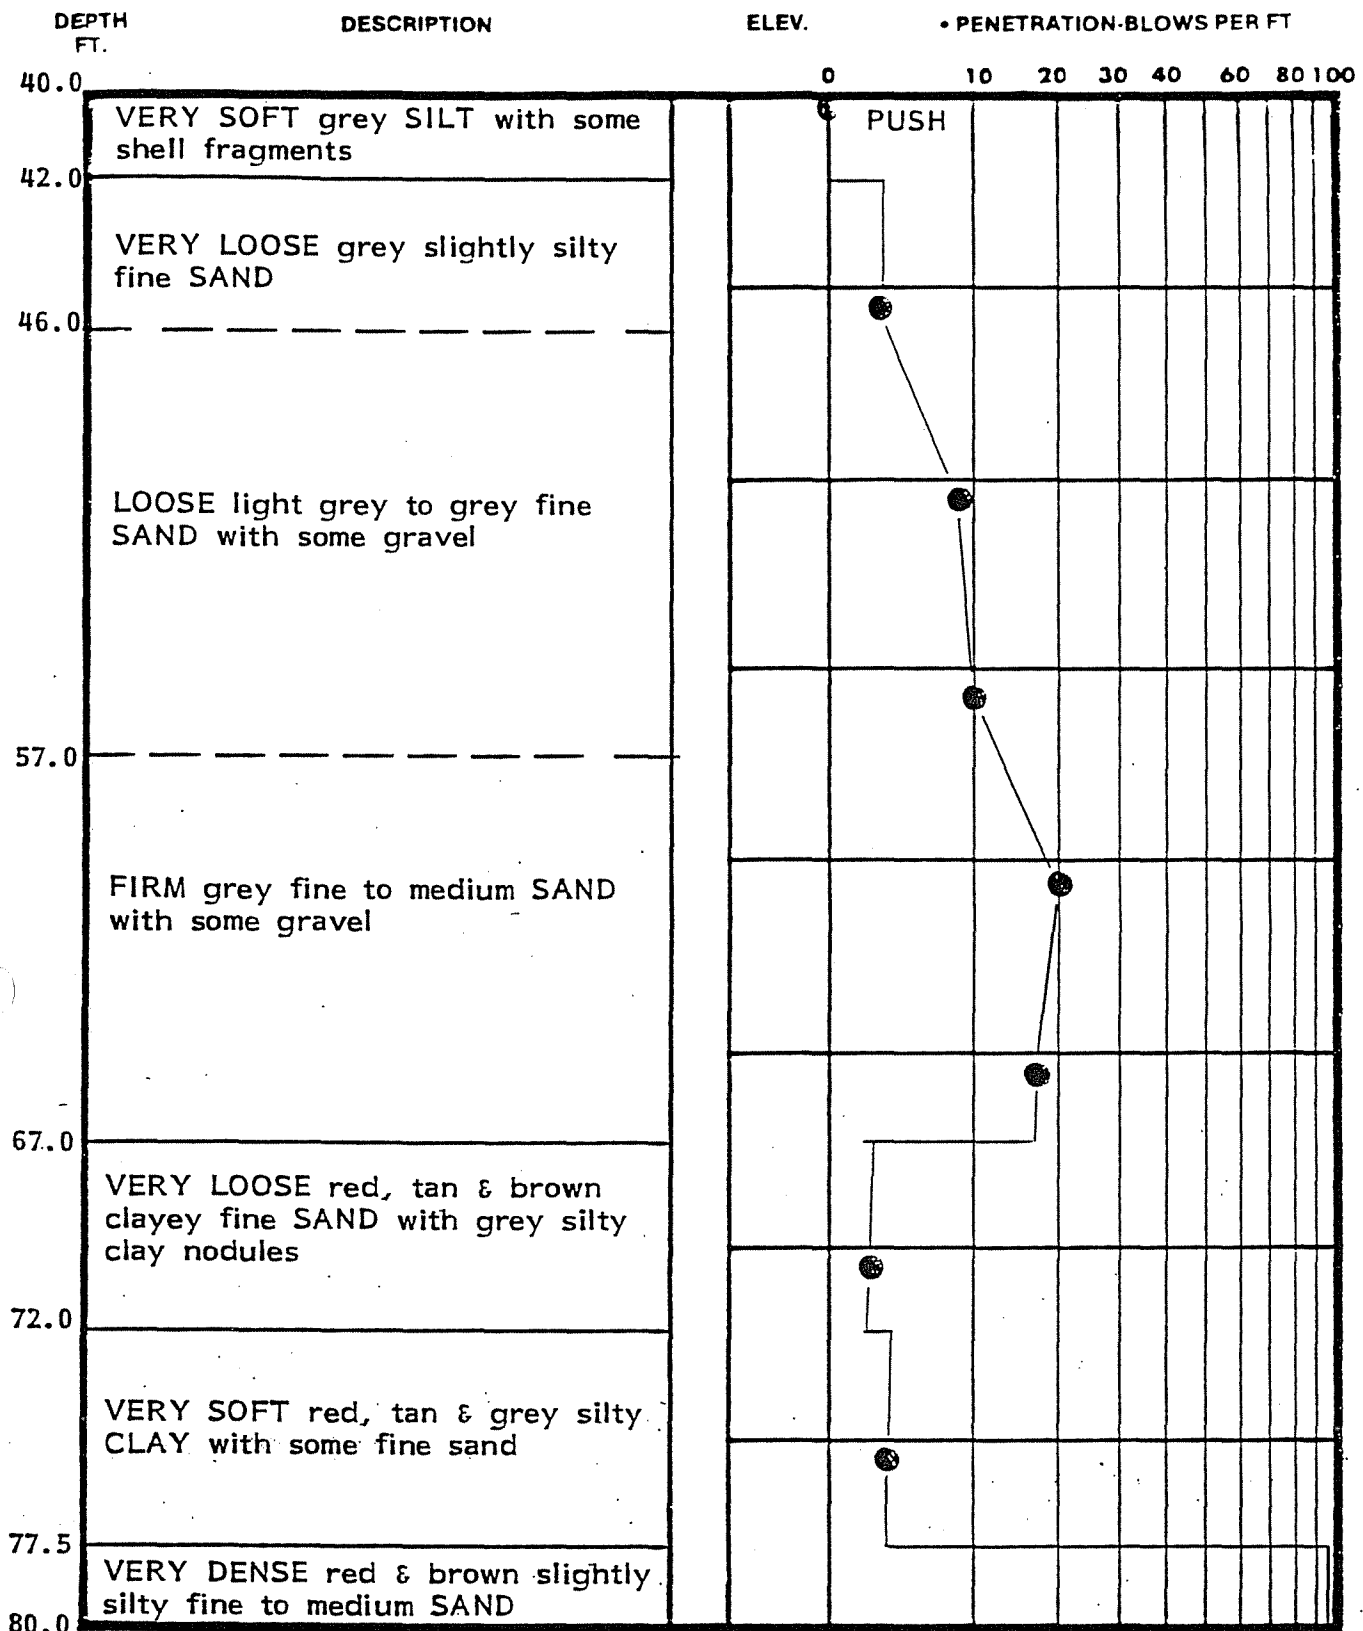 DEPTH FT.
DESCRIPTION
ELEV.
• PENETRATION-BLOWS PER FT
0 10 20 30 40 60 80 100
40.0
VERY SOFT grey SILT with some
shell fragments
PUSH
42.0
VERY LOOSE grey slightly silty
fine SAND
46.0
LOOSE light grey to grey fine
SAND with some gravel
57.0
FIRM grey fine to medium SAND
with some gravel
67.0
VERY LOOSE red, tan & brown
clayey fine SAND with grey silty
clay nodules
72.0
VERY SOFT red, tan & grey silty
CLAY with some fine sand
77.5
VERY DENSE red & brown slightly
silty fine to medium SAND
80.0